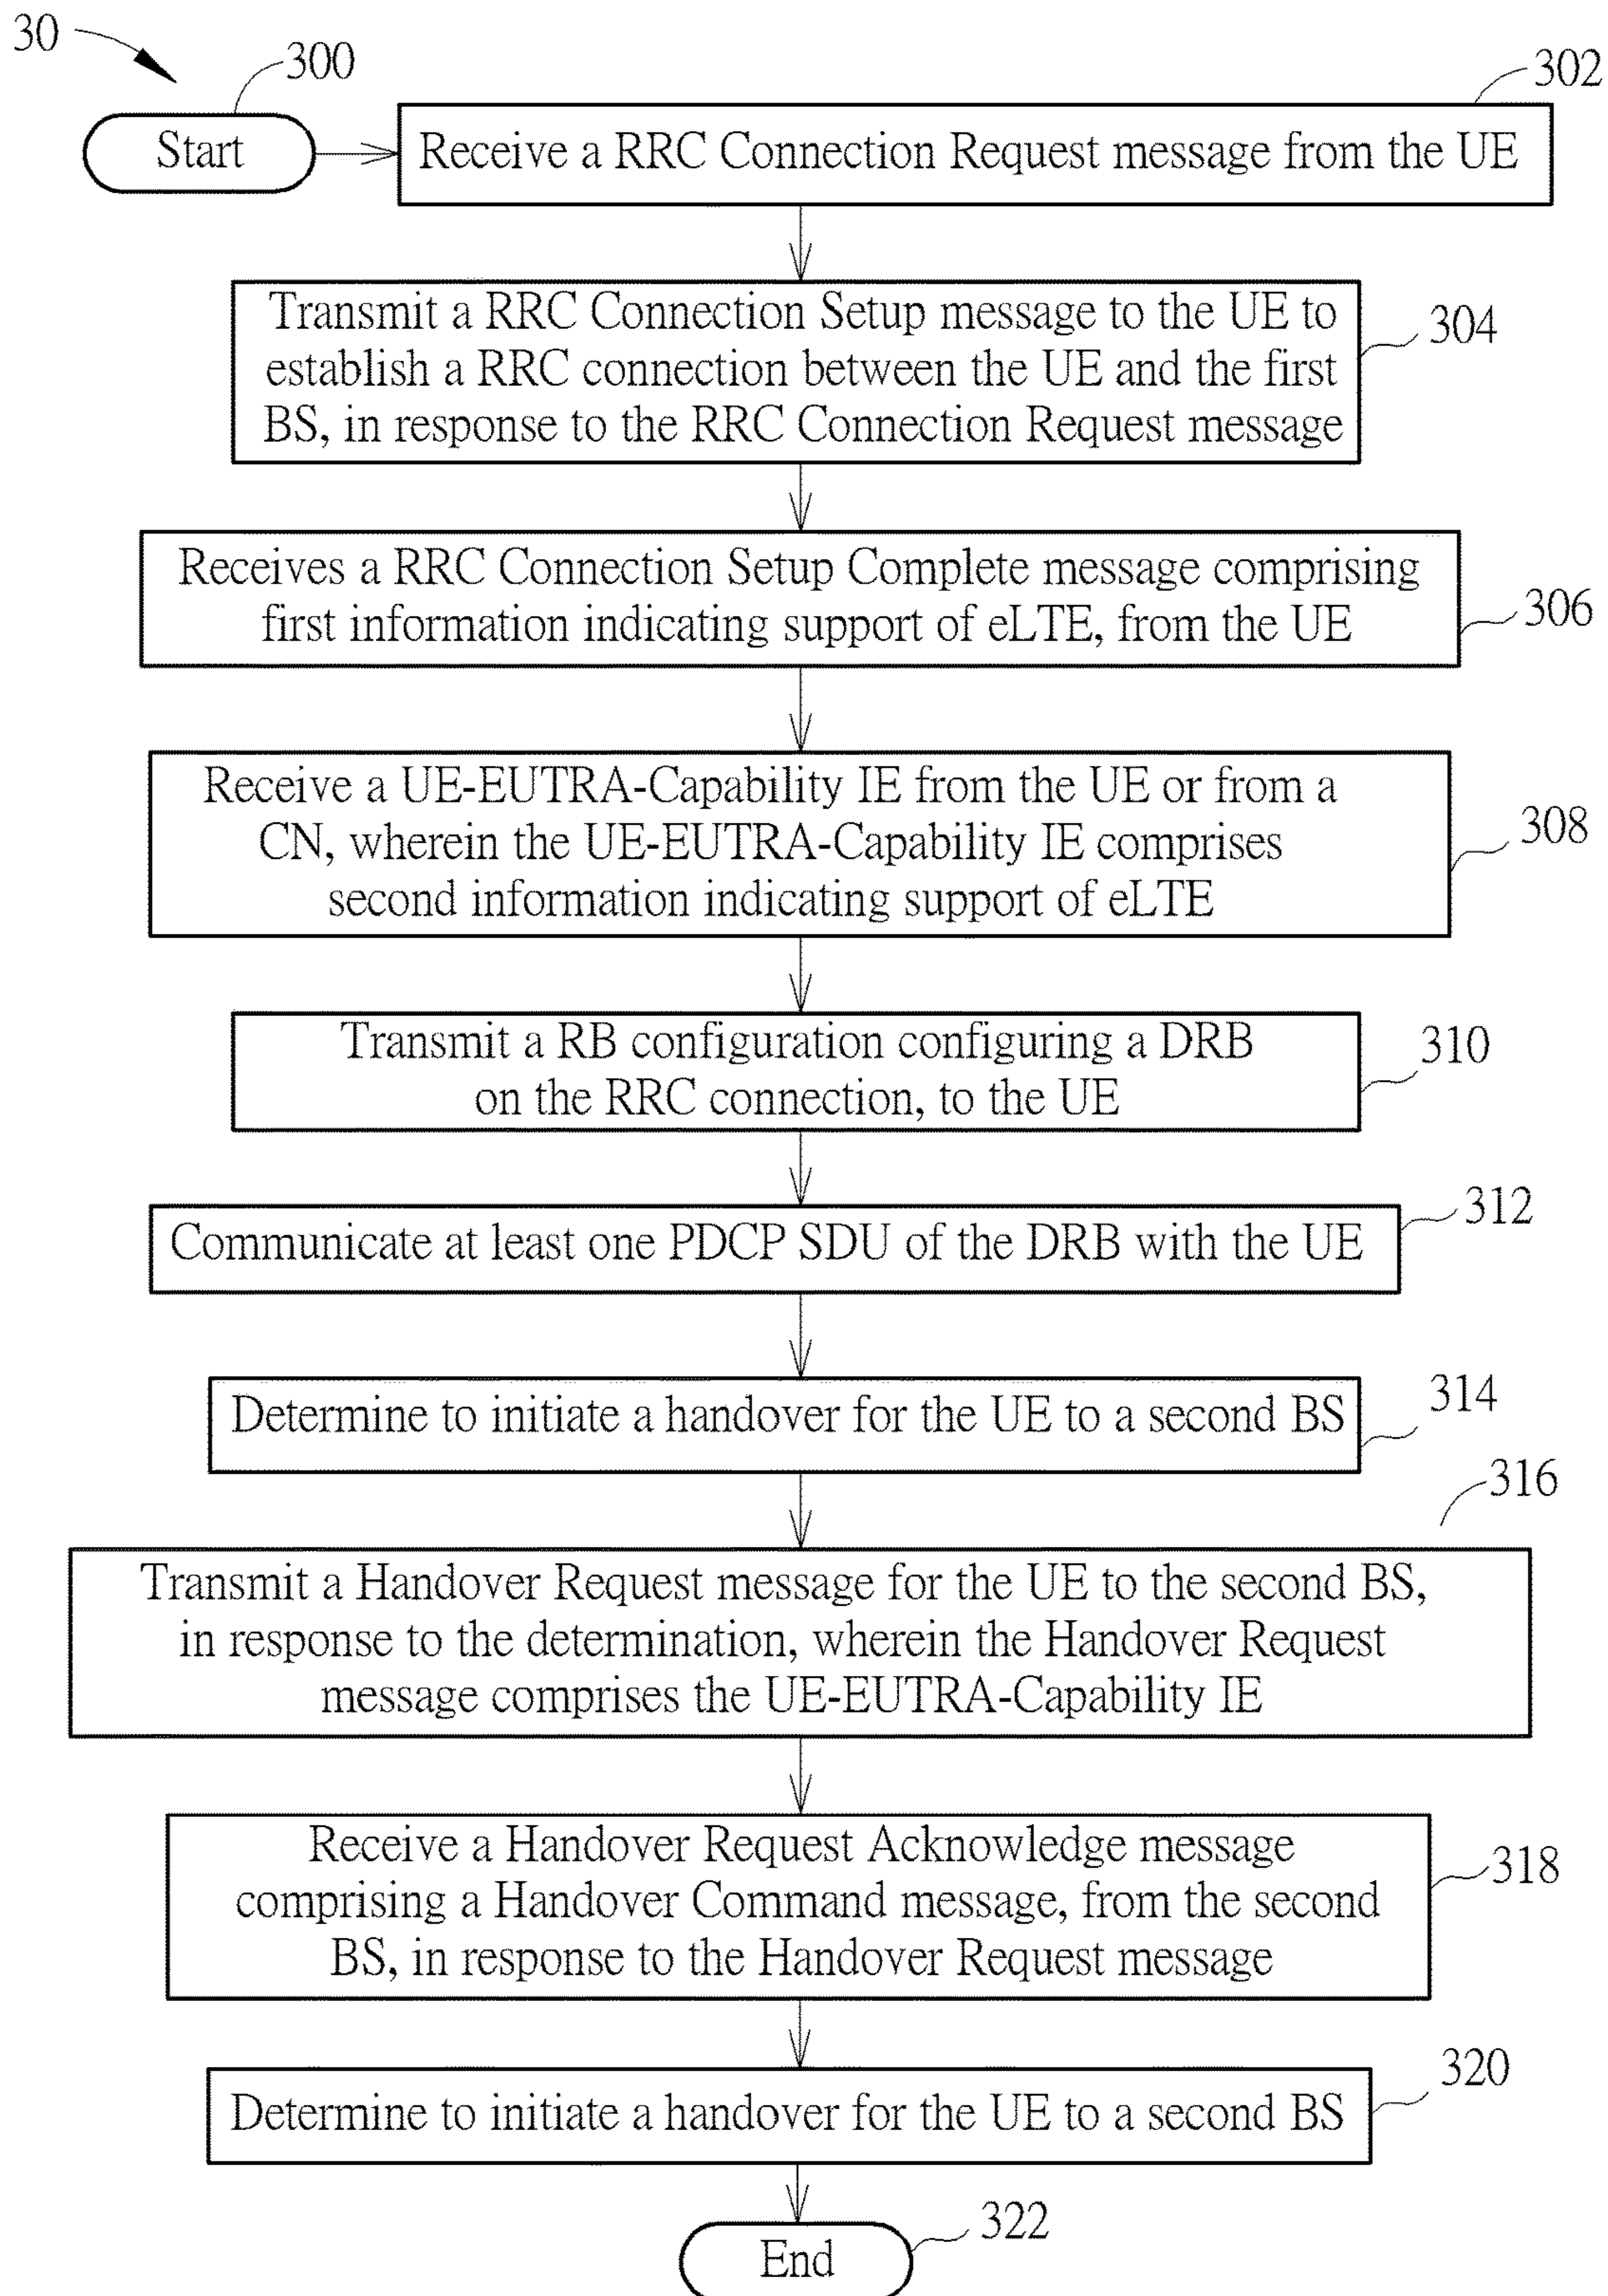 30
300
302
Start
Receive a RRC Connection Request message from the UE
Transmit a RRC Connection Setup message to the UE to
establish a RRC connection between the UE and the first
BS, in response to the RRC Connection Request message
304
Receives a RRC Connection Setup Complete message comprising
first information indicating support of eLTE, from the UE
306
Receive a UE-EUTRA-Capability IE from the UE or from a
CN, wherein the UE-EUTRA-Capability IE comprises
second information indicating support of eLTE
308
Transmit a RB configuration configuring a DRB
on the RRC connection, to the UE
310
Communicate at least one PDCP SDU of the DRB with the UE
312
Determine to initiate a handover for the UE to a second BS
314
316
Transmit a Handover Request message for the UE to the second BS,
in response to the determination, wherein the Handover Request
message comprises the UE-EUTRA-Capability IE
Receive a Handover Request Acknowledge message
comprising a Handover Command message, from the second
BS, in response to the Handover Request message
318
Determine to initiate a handover for the UE to a second BS
320
End
322